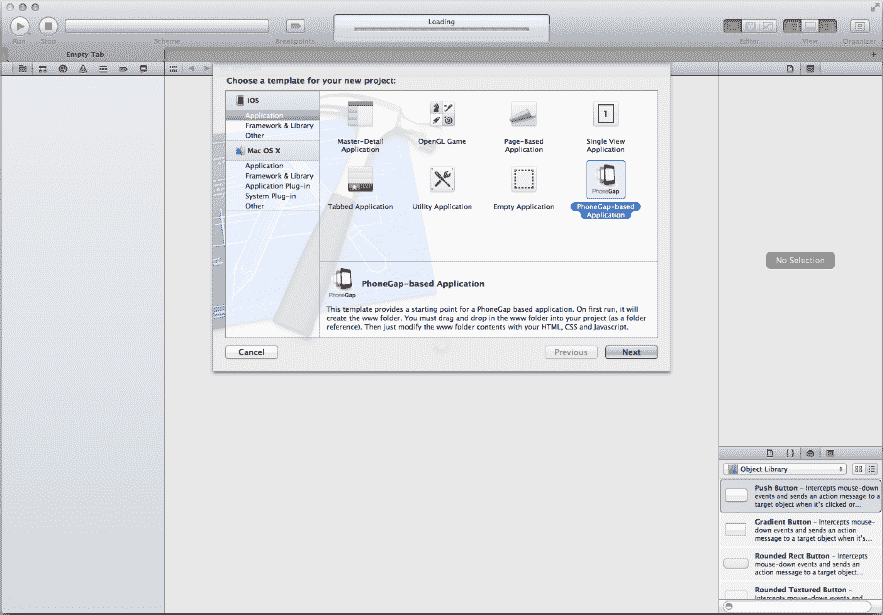 Loading
Run
Stop
Scheme
Breakpoints
Editor
View
Organizer
Empty Tab
Choose a template for your new project:
iOS
Application
Framework & Library
Other
Mac OS X
Application
Framework & Library
Application Plug-in
System Plug-in
Other
Master-Detail
Application
OpenGL Game
Page-Based
Application
1
Single View
Application
Tabbed Application
Utility Application
Empty Application
PhoneGap
PhoneGap-based
Application
PhoneGap
PhoneGap-based Application
This template provides a starting point for a PhoneGap based application. On first run, it will
create the www folder. You must drag and drop in the www folder into your project (as a folder
reference). Then just modify the www folder contents with your HTML, CSS and Javascript.
Cancel
Previous
Next
No Selection
Object Library
Push Button - Intercepts mouse-down
events and sends an action message to a
target object when it's clicked or...
Gradient Button - Intercepts mouse-
down events and sends an action
message to a target object when it's...
Rounded Rect Button - Intercepts
mouse-down events and sends an
action message to a target object...
Rounded Textured Button -
Intercepts mouse-down events and